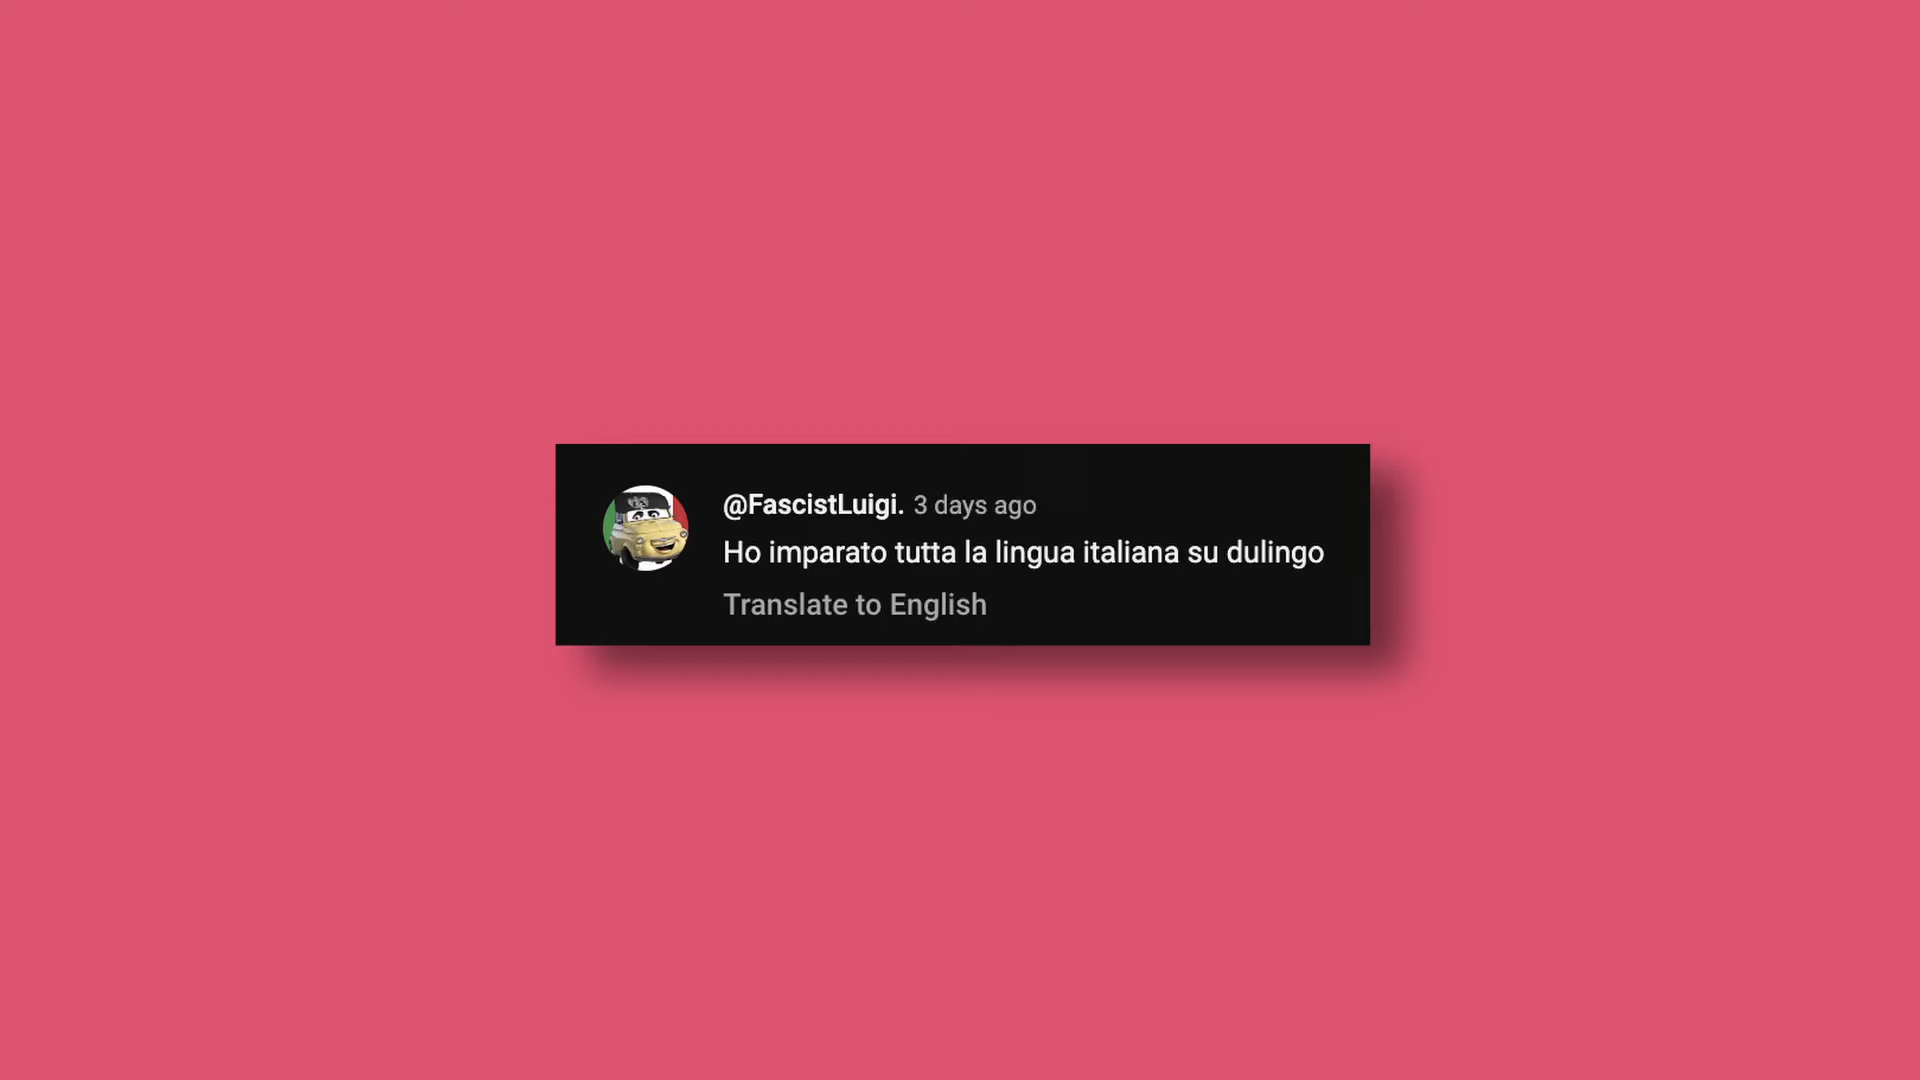 @FascistLuigi. 3 days ago
Ho imparato tutta la lingua italiana su dulingo
Translate to English